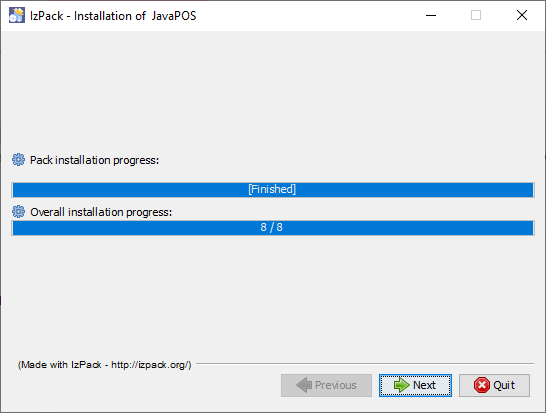 IzPack - Installation of JavaPOS
Pack installation progress:
[Finished]
Overall installation progress:
8 / 8
(Made with IzPack - http://izpack.org/)
Previous Next Quit